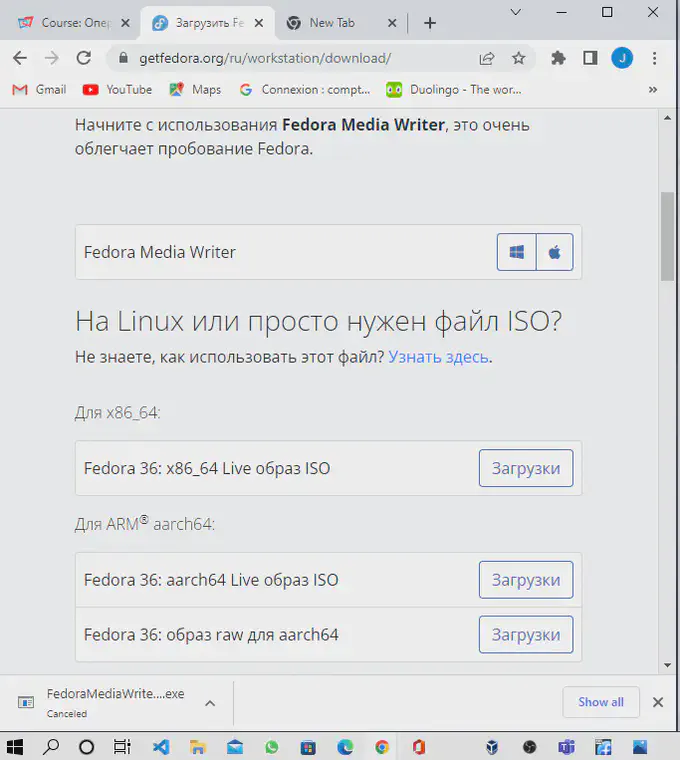 Course: Опер
Загрузить Fe
New Tab
getfedora.org/ru/workstation/download/
J
Gmail
YouTube
Maps
Connexion : compt...
Duolingo - The wor...
Начните с использования Fedora Media Writer, это очень
облегчает пробование Fedora.
Fedora Media Writer
На Linux или просто нужен файл ISO?
Не знаете, как использовать этот файл? Узнать здесь.
Для x86_64:
Fedora 36: x86_64 Live образ ISO
Загрузки
Для ARM® aarch64:
Fedora 36: aarch64 Live образ ISO
Загрузки
Fedora 36: образ raw для aarch64
Загрузки
FedoraMediaWrite....exe
Canceled
Show all